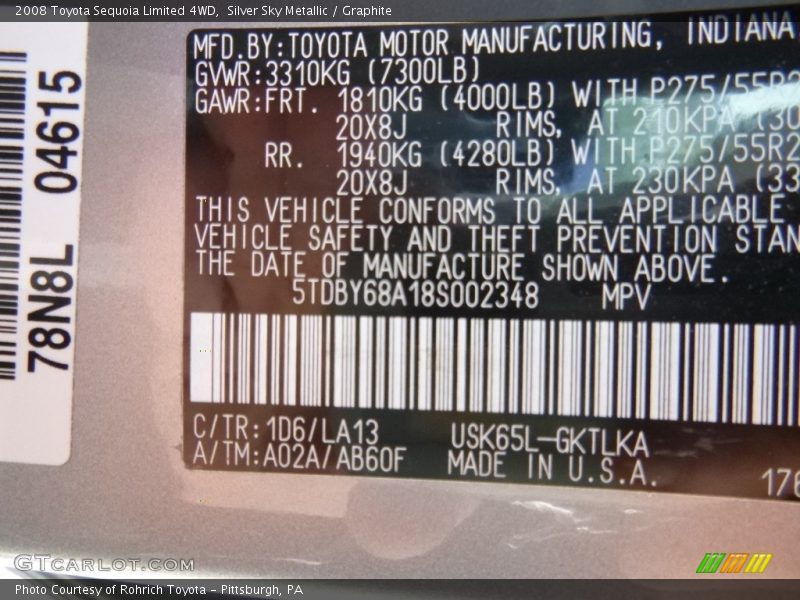 2008 Toyota Sequoia Limited 4WD, Silver Sky Metallic / Graphite
MFD.BY:TOYOTA MOTOR MANUFACTURING, INDIANA
GVWR:3310KG (7300LB)
GAWR:FRT. 1810KG (4000LB) WITH P275/55R2
20X8J RIMS, AT 210KPA (30
RR. 1940KG (4280LB) WITH P275/55R2
20X8J RIMS, AT 230KPA (33
THIS VEHICLE CONFORMS TO ALL APPLICABLE
VEHICLE SAFETY AND THEFT PREVENTION STAN
THE DATE OF MANUFACTURE SHOWN ABOVE.
5TDBY68A18S002348 MPV
C/TR:1D6/LA13 USK65L-GKTLKA
A/TM:A02A/AB60F MADE IN U.S.A.
176
78N8L 04615
GTCARLOT.COM
Photo Courtesy of Rohrich Toyota – Pittsburgh, PA